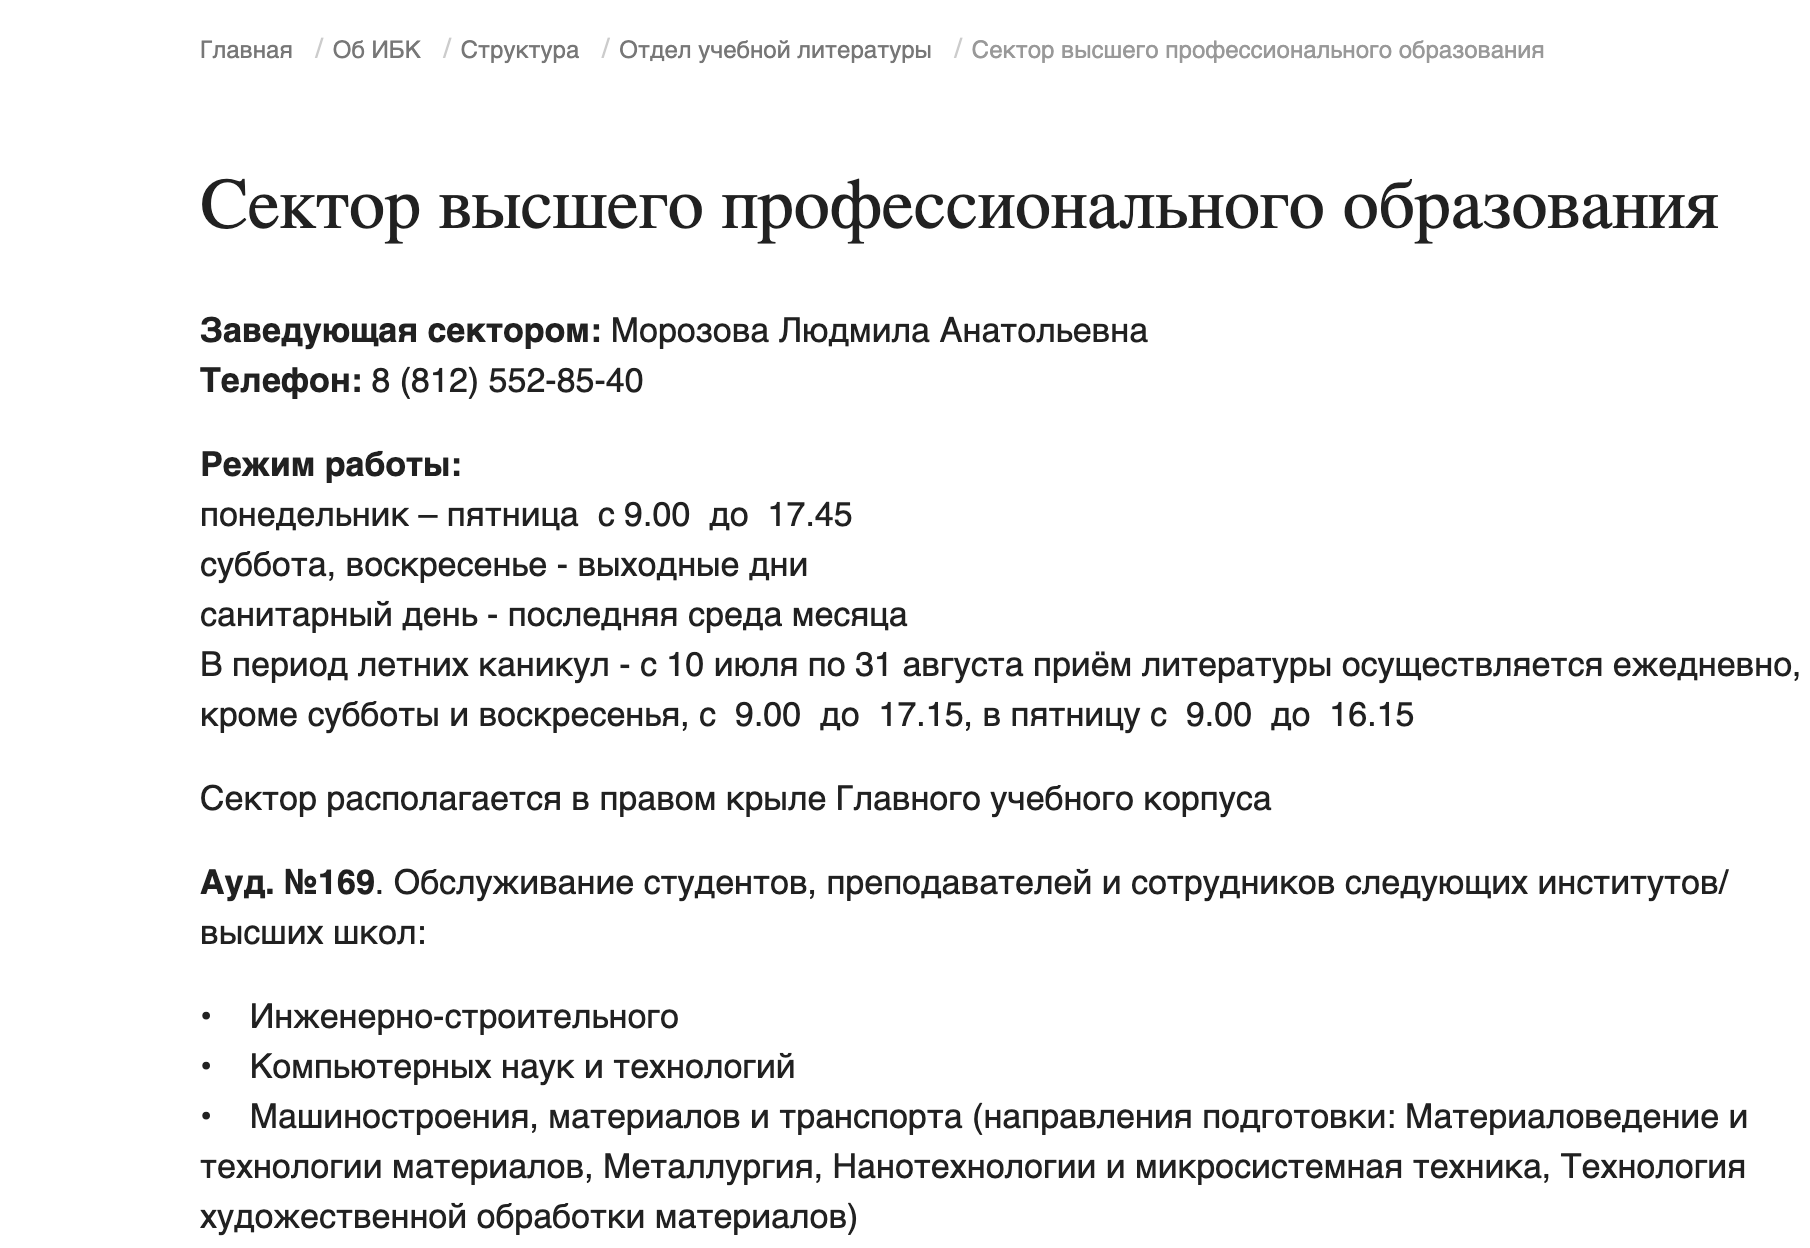 Главная / Об ИБК / Структура / Отдел учебной литературы / Сектор высшего профессионального образования
Сектор высшего профессионального образования
Заведующая сектором: Морозова Людмила Анатольевна
Телефон: 8 (812) 552-85-40
Режим работы:
понедельник – пятница с 9.00 до 17.45
суббота, воскресенье - выходные дни
санитарный день - последняя среда месяца
В период летних каникул - с 10 июля по 31 августа приём литературы осуществляется ежедневно,
кроме субботы и воскресенья, с 9.00 до 17.15, в пятницу с 9.00 до 16.15
Сектор располагается в правом крыле Главного учебного корпуса
Ауд. №169. Обслуживание студентов, преподавателей и сотрудников следующих институтов/
высших школ:
• Инженерно-строительного
• Компьютерных наук и технологий
• Машиностроения, материалов и транспорта (направления подготовки: Материаловедение и
технологии материалов, Металлургия, Нанотехнологии и микросистемная техника, Технология
художественной обработки материалов)